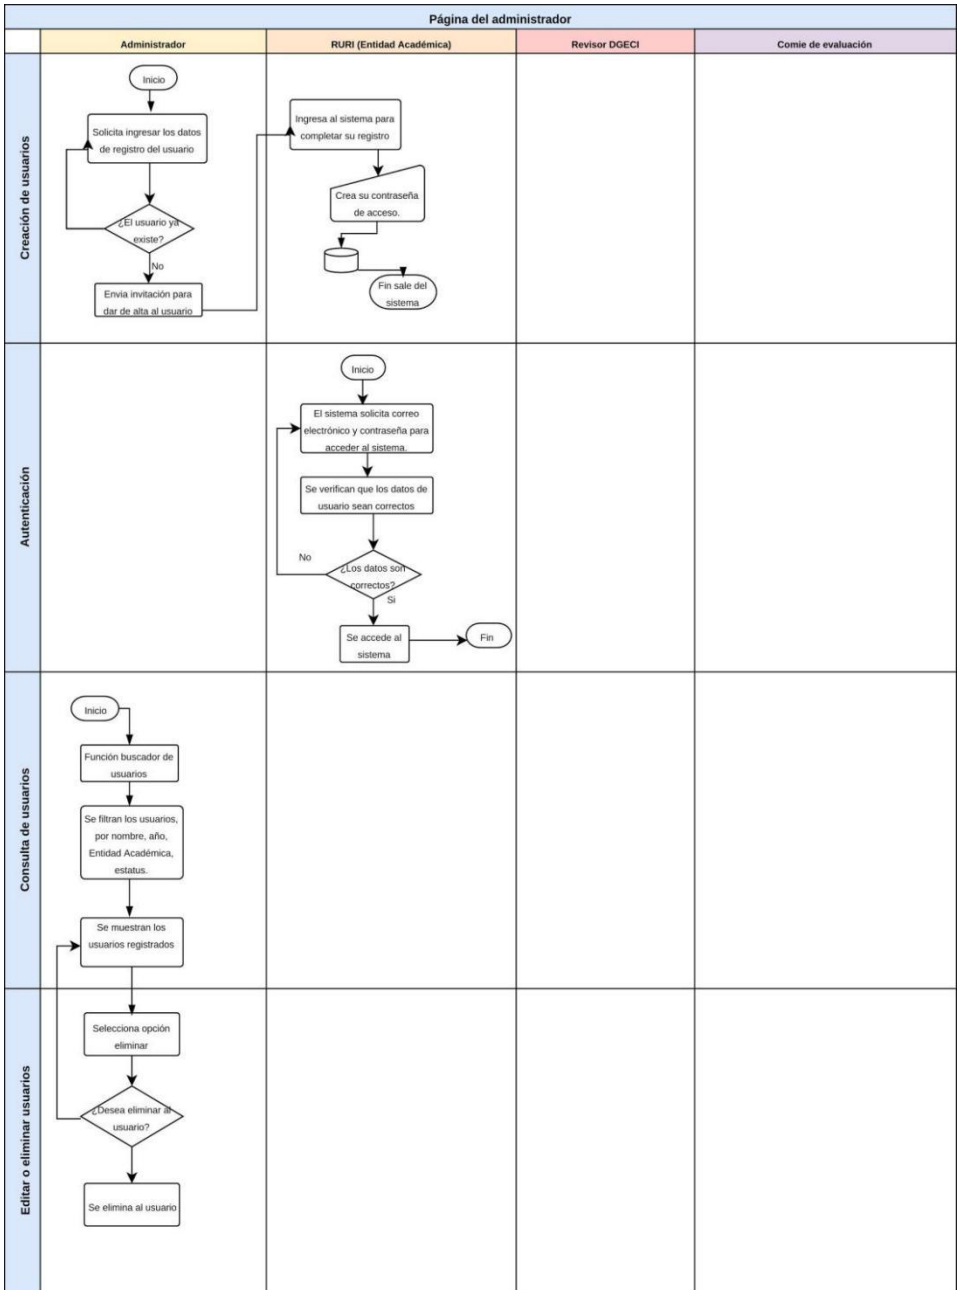 Página del administrador
Administrador
RURI (Entidad Académica)
Revisor DGECI
Comie de evaluación
Creación de usuarios
Inicio
Solicita ingresar los datos
de registro del usuario
¿El usuario ya
existe?
No
Envia invitación para
dar de alta al usuario
Ingresa al sistema para
completar su registro
Crea su contraseña
de acceso.
Fin sale del
sistema
Autenticación
Inicio
El sistema solicita correo
electrónico y contraseña para
acceder al sistema.
Se verifican que los datos de
usuario sean correctos
No
¿Los datos son
correctos?
Si
Se accede al
sistema
Fin
Consulta de usuarios
Inicio
Función buscador de
usuarios
Se filtran los usuarios,
por nombre, año,
Entidad Académica,
estatus.
Se muestran los
usuarios registrados
Editar o eliminar usuarios
Selecciona opción
eliminar
¿Desea eliminar al
usuario?
Se elimina al usuario